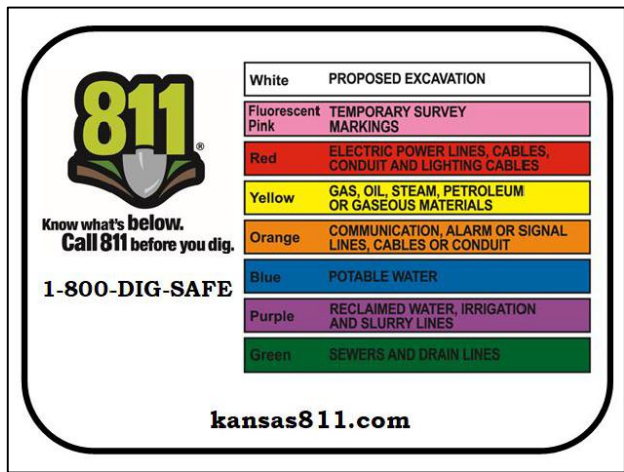 811®
Know what's below.
Call 811 before you dig.
1-800-DIG-SAFE
White PROPOSED EXCAVATION
Fluorescent Pink TEMPORARY SURVEY
MARKINGS
Red ELECTRIC POWER LINES, CABLES,
CONDUIT AND LIGHTING CABLES
Yellow GAS, OIL, STEAM, PETROLEUM
OR GASEOUS MATERIALS
Orange COMMUNICATION, ALARM OR SIGNAL
LINES, CABLES OR CONDUIT
Blue POTABLE WATER
Purple RECLAIMED WATER, IRRIGATION
AND SLURRY LINES
Green SEWERS AND DRAIN LINES
kansas811.com